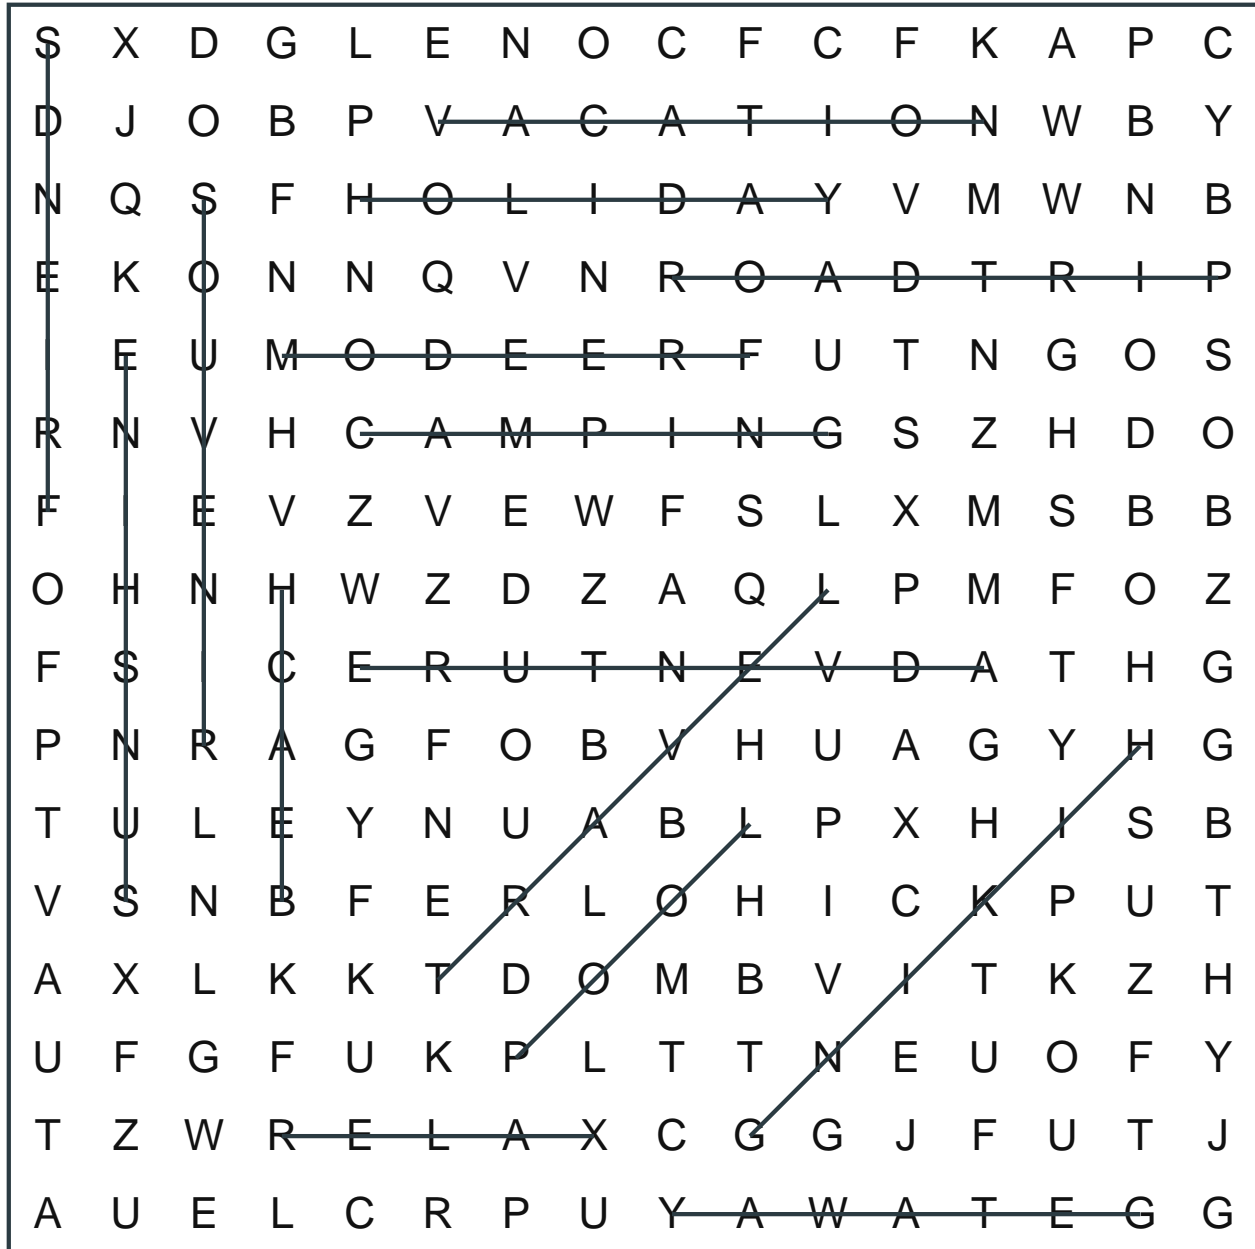 S X D G L E N O C F C F K A P C
D J O B P V A C A T I O N W B Y
N Q S F H O L I D A Y V M W N B
E K O N N Q V N R O A D T R I P
I E U M O D E E R F U T N G O S
R N V H C A M P I N G S Z H D O
F I E V Z V E W F S L X M S B B
O H N H W Z D Z A Q L P M F O Z
F S I C E R U T N E V D A T H G
P N R A G F O B V H U A G Y H G
T U L E Y N U A B L P X H I S B
V S N B F E R L O H I C K P U T
A X L K K T D O M B V I T K Z H
U F G F U K P L T T N E U O F Y
T Z W R E L A X C G G J F U T J
A U E L C R P U Y A W A T E G G